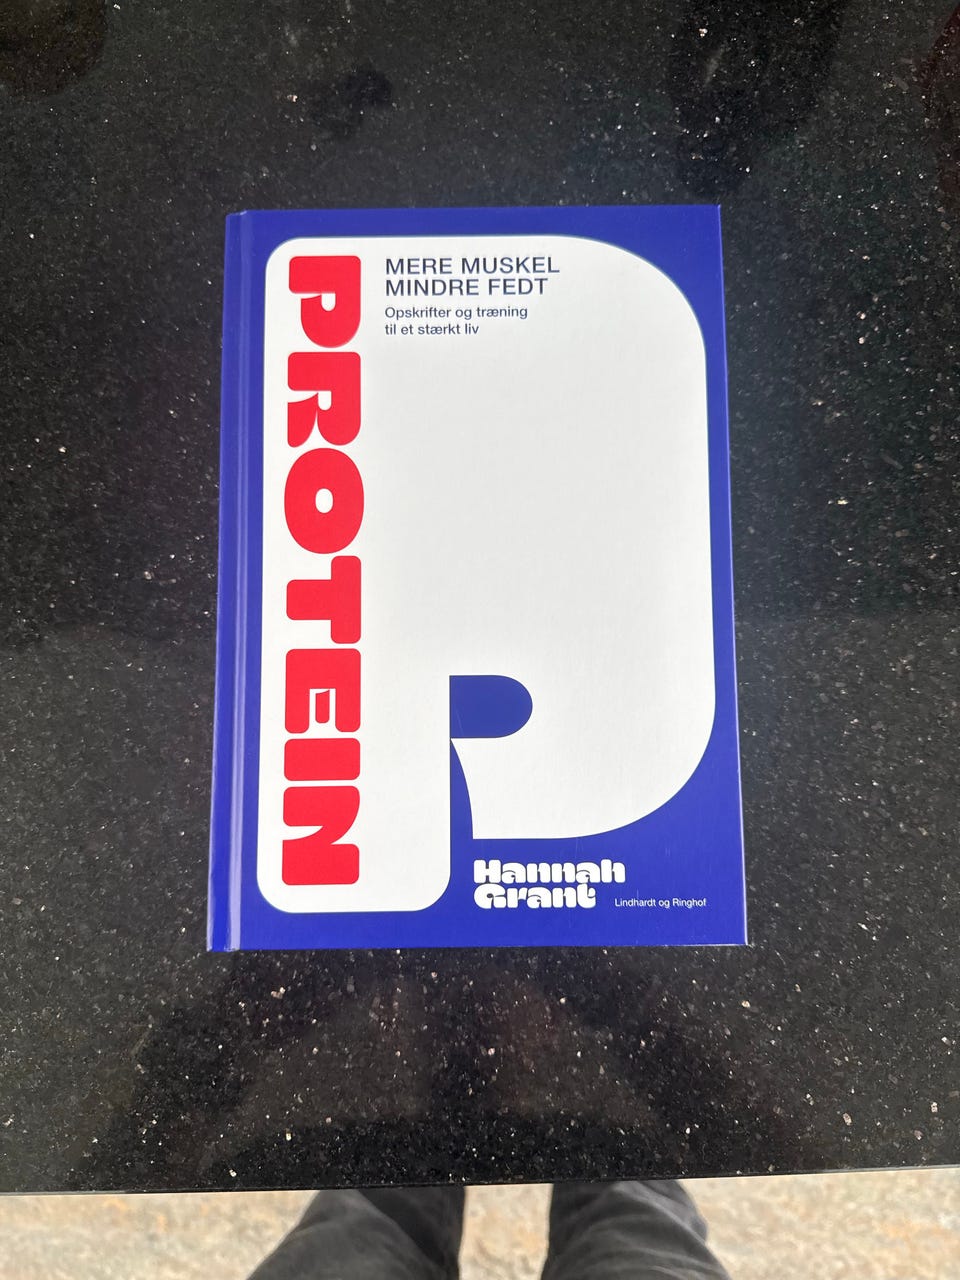 PROTEIN
MERE MUSKEL
MINDRE FEDT
Opskrifter og træning
til et stærkt liv
Hannah
Grant
Lindhardt og Ringhof